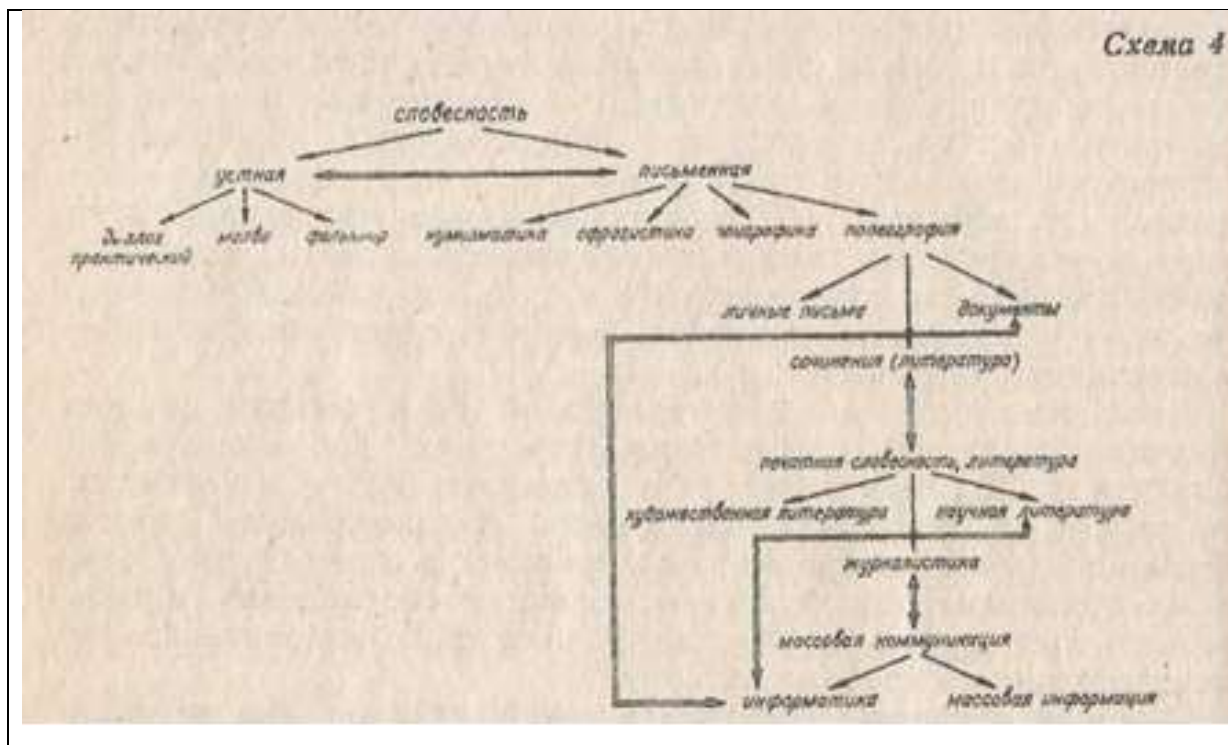 Схема 4
словесность
устная письменная
диалог молва фольклор нумизматика сфрагистика эпиграфика палеография
практический
личные письма документы
сочинения (литература)
печатная словесность, литература
художественная литература научная литература
журналистика
массовая коммуникация
информатика массовая информация